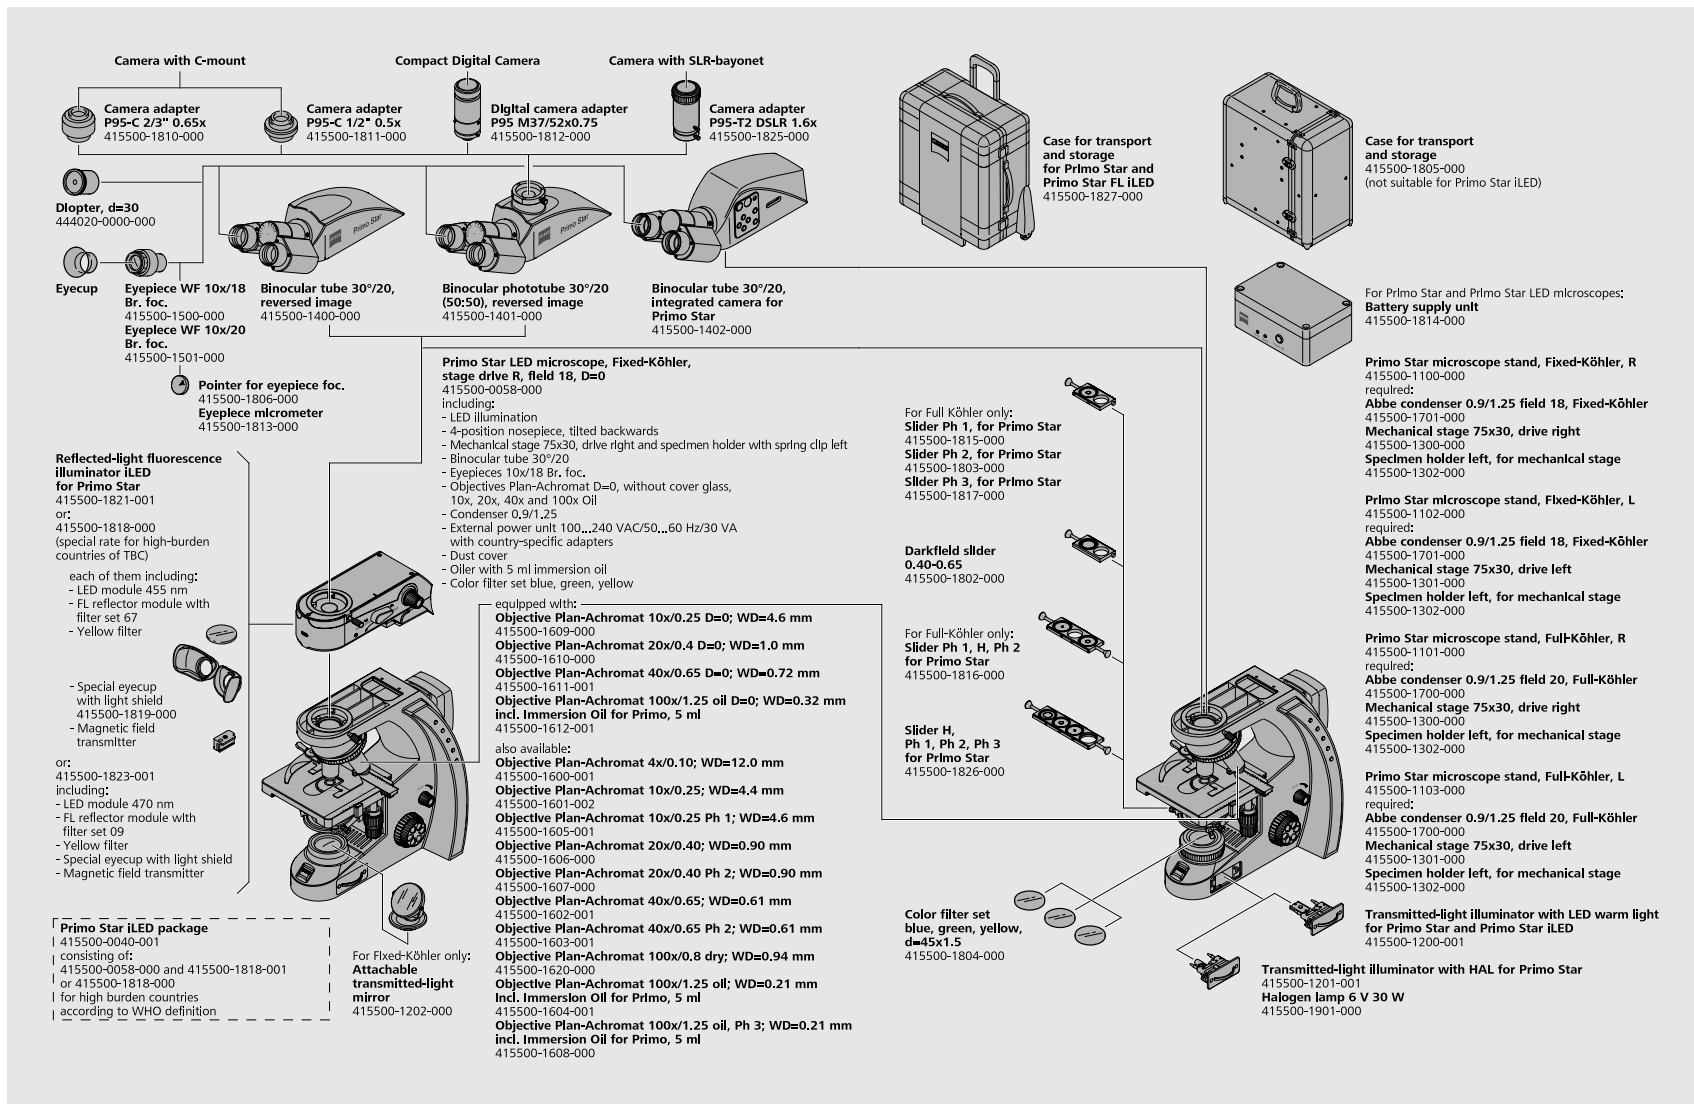 Camera with C-mount
Compact Digital Camera
Camera with SLR-bayonet
Camera adapter
P95-C 2/3" 0.65x
415500-1810-000
Camera adapter
P95-C 1/2" 0.5x
415500-1811-000
Digital camera adapter
P95 M37/52x0.75
415500-1812-000
Camera adapter
P95-T2 DSLR 1.6x
415500-1825-000
Case for transport
and storage
for Primo Star and
Primo Star FL iLED
415500-1827-000
Case for transport
and storage
415500-1805-000
(not suitable for Primo Star iLED)
Diopter, d=30
444020-0000-000
Primo Star
Primo Star
Eyecup
Eyepiece WF 10x/18
Br. foc.
415500-1500-000
Eyepiece WF 10x/20
Br. foc.
415500-1501-000
Binocular tube 30°/20,
reversed image
415500-1400-000
Binocular phototube 30°/20
(50:50), reversed image
415500-1401-000
Binocular tube 30°/20,
integrated camera for
Primo Star
415500-1402-000
For Primo Star and Primo Star LED microscopes:
Battery supply unit
415500-1814-000
Pointer for eyepiece foc.
415500-1806-000
Eyepiece micrometer
415500-1813-000
Primo Star LED microscope, Fixed-Köhler,
stage drive R, field 18, D=0
415500-0058-000
including:
- LED illumination
- 4-position nosepiece, tilted backwards
- Mechanical stage 75x30, drive right and specimen holder with spring clip left
- Binocular tube 30°/20
- Eyepieces 10x/18 Br. foc.
- Objectives Plan-Achromat D=0, without cover glass,
10x, 20x, 40x and 100x Oil
- Condenser 0.9/1.25
- External power unit 100...240 VAC/50...60 Hz/30 VA
with country-specific adapters
- Dust cover
- Oiler with 5 ml immersion oil
- Color filter set blue, green, yellow
Reflected-light fluorescence
illuminator iLED
for Primo Star
415500-1821-001
or:
415500-1818-000
(special rate for high-burden
countries of TBC)
each of them including:
- LED module 455 nm
- FL reflector module with
filter set 67
- Yellow filter
- Special eyecup
with light shield
415500-1819-000
- Magnetic field
transmitter
or:
415500-1823-001
including:
- LED module 470 nm
- FL reflector module with
filter set 09
- Yellow filter
- Special eyecup with light shield
- Magnetic field transmitter
Primo Star iLED package
415500-0040-001
consisting of:
415500-0058-000 and 415500-1818-001
or 415500-1818-000
for high burden countries
according to WHO definition
For Fixed-Köhler only:
Attachable
transmitted-light
mirror
415500-1202-000
equipped with:
Objective Plan-Achromat 10x/0.25 D=0; WD=4.6 mm
415500-1609-000
Objective Plan-Achromat 20x/0.4 D=0; WD=1.0 mm
415500-1610-000
Objective Plan-Achromat 40x/0.65 D=0; WD=0.72 mm
415500-1611-001
Objective Plan-Achromat 100x/1.25 oil D=0; WD=0.32 mm
incl. Immersion Oil for Primo, 5 ml
415500-1612-001
also available:
Objective Plan-Achromat 4x/0.10; WD=12.0 mm
415500-1600-001
Objective Plan-Achromat 10x/0.25; WD=4.4 mm
415500-1601-002
Objective Plan-Achromat 10x/0.25 Ph 1; WD=4.6 mm
415500-1605-001
Objective Plan-Achromat 20x/0.40; WD=0.90 mm
415500-1606-000
Objective Plan-Achromat 20x/0.40 Ph 2; WD=0.90 mm
415500-1607-000
Objective Plan-Achromat 40x/0.65; WD=0.61 mm
415500-1602-001
Objective Plan-Achromat 40x/0.65 Ph 2; WD=0.61 mm
415500-1603-001
Objective Plan-Achromat 100x/0.8 dry; WD=0.94 mm
415500-1620-000
Objective Plan-Achromat 100x/1.25 oil; WD=0.21 mm
Incl. Immersion Oil for Primo, 5 ml
415500-1604-001
Objective Plan-Achromat 100x/1.25 oil, Ph 3; WD=0.21 mm
incl. Immersion Oil for Primo, 5 ml
415500-1608-000
For Full Köhler only:
Slider Ph 1, for Primo Star
415500-1815-000
Slider Ph 2, for Primo Star
415500-1803-000
Slider Ph 3, for Primo Star
415500-1817-000
Darkfield slider
0.40-0.65
415500-1802-000
For Full-Köhler only:
Slider Ph 1, H, Ph 2
for Primo Star
415500-1816-000
Slider H,
Ph 1, Ph 2, Ph 3
for Primo Star
415500-1826-000
Color filter set
blue, green, yellow,
d=45x1.5
415500-1804-000
Primo Star microscope stand, Fixed-Köhler, R
415500-1100-000
required:
Abbe condenser 0.9/1.25 field 18, Fixed-Köhler
415500-1701-000
Mechanical stage 75x30, drive right
415500-1300-000
Specimen holder left, for mechanical stage
415500-1302-000
Primo Star microscope stand, Fixed-Köhler, L
415500-1102-000
required:
Abbe condenser 0.9/1.25 field 18, Fixed-Köhler
415500-1701-000
Mechanical stage 75x30, drive left
415500-1301-000
Specimen holder left, for mechanical stage
415500-1302-000
Primo Star microscope stand, Full-Köhler, R
415500-1101-000
required:
Abbe condenser 0.9/1.25 field 20, Full-Köhler
415500-1700-000
Mechanical stage 75x30, drive right
415500-1300-000
Specimen holder left, for mechanical stage
415500-1302-000
Primo Star microscope stand, Full-Köhler, L
415500-1103-000
required:
Abbe condenser 0.9/1.25 field 20, Full-Köhler
415500-1700-000
Mechanical stage 75x30, drive left
415500-1301-000
Specimen holder left, for mechanical stage
415500-1302-000
Transmitted-light illuminator with LED warm light
for Primo Star and Primo Star iLED
415500-1200-001
Transmitted-light illuminator with HAL for Primo Star
415500-1201-001
Halogen lamp 6 V 30 W
415500-1901-000